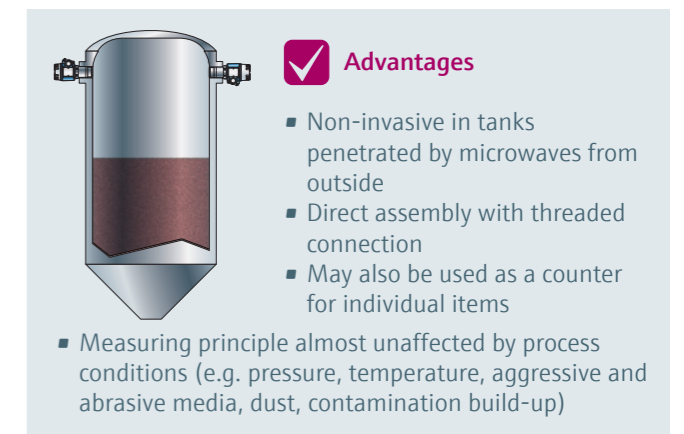 Advantages
▪ Non-invasive in tanks
penetrated by microwaves from
outside
▪ Direct assembly with threaded
connection
▪ May also be used as a counter
for individual items
▪ Measuring principle almost unaffected by process
conditions (e.g. pressure, temperature, aggressive and
abrasive media, dust, contamination build-up)